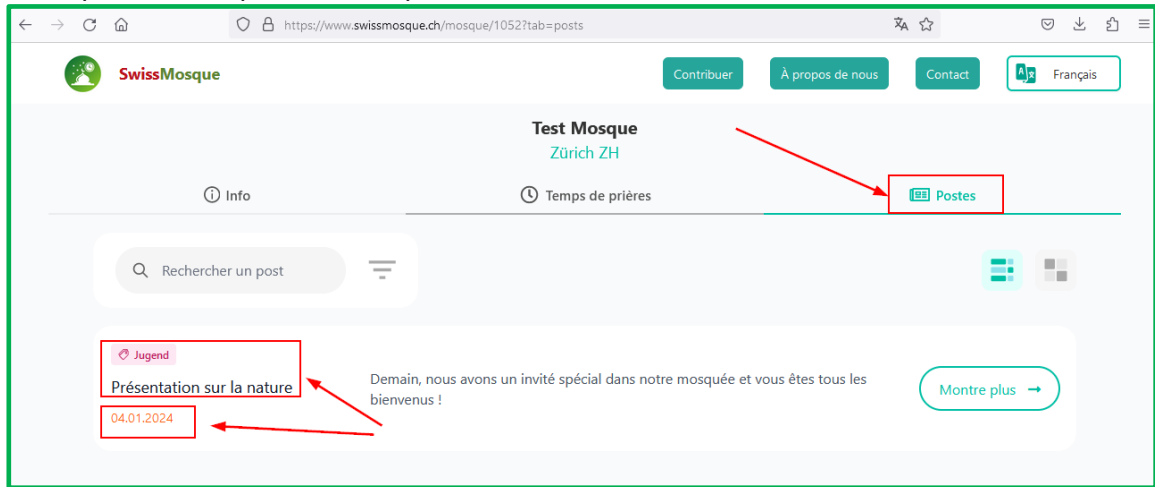 https://www.swissmosque.ch/mosque/1052?tab=posts
SwissMosque
Contribuer
À propos de nous
Contact
Français
Test Mosque
Zürich ZH
Info
Temps de prières
Postes
Rechercher un post
Jugend
Présentation sur la nature
04.01.2024
Demain, nous avons un invité spécial dans notre mosquée et vous êtes tous les
bienvenus !
Montre plus →